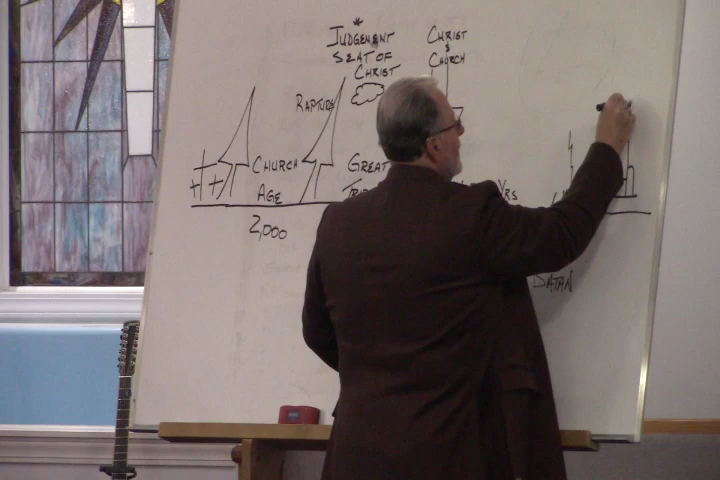 JUDGEMENT
SEAT OF
CHRIST
CHRIST
&
CHURCH
RAPTURE
CHURCH
AGE
GREAT
YRS
2,000
SATAN